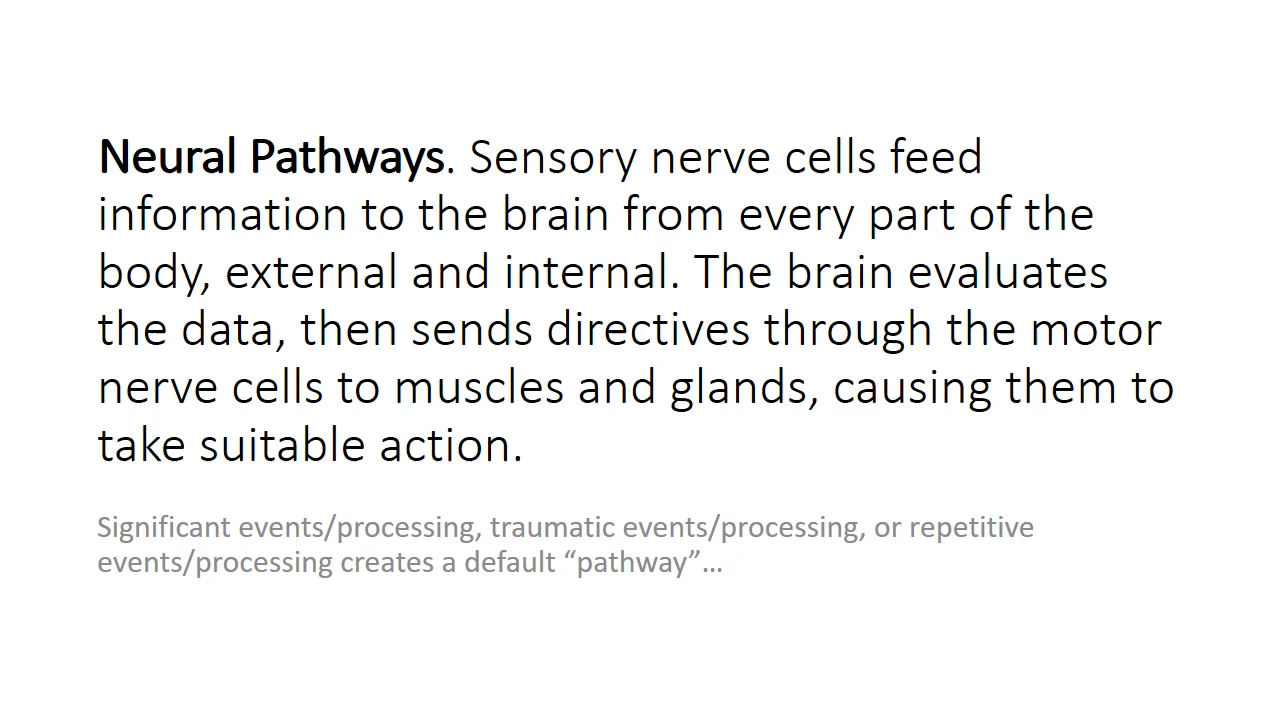 Neural Pathways. Sensory nerve cells feed
information to the brain from every part of the
body, external and internal. The brain evaluates
the data, then sends directives through the motor
nerve cells to muscles and glands, causing them to
take suitable action.
Significant events/processing, traumatic events/processing, or repetitive
events/processing creates a default “pathway”…